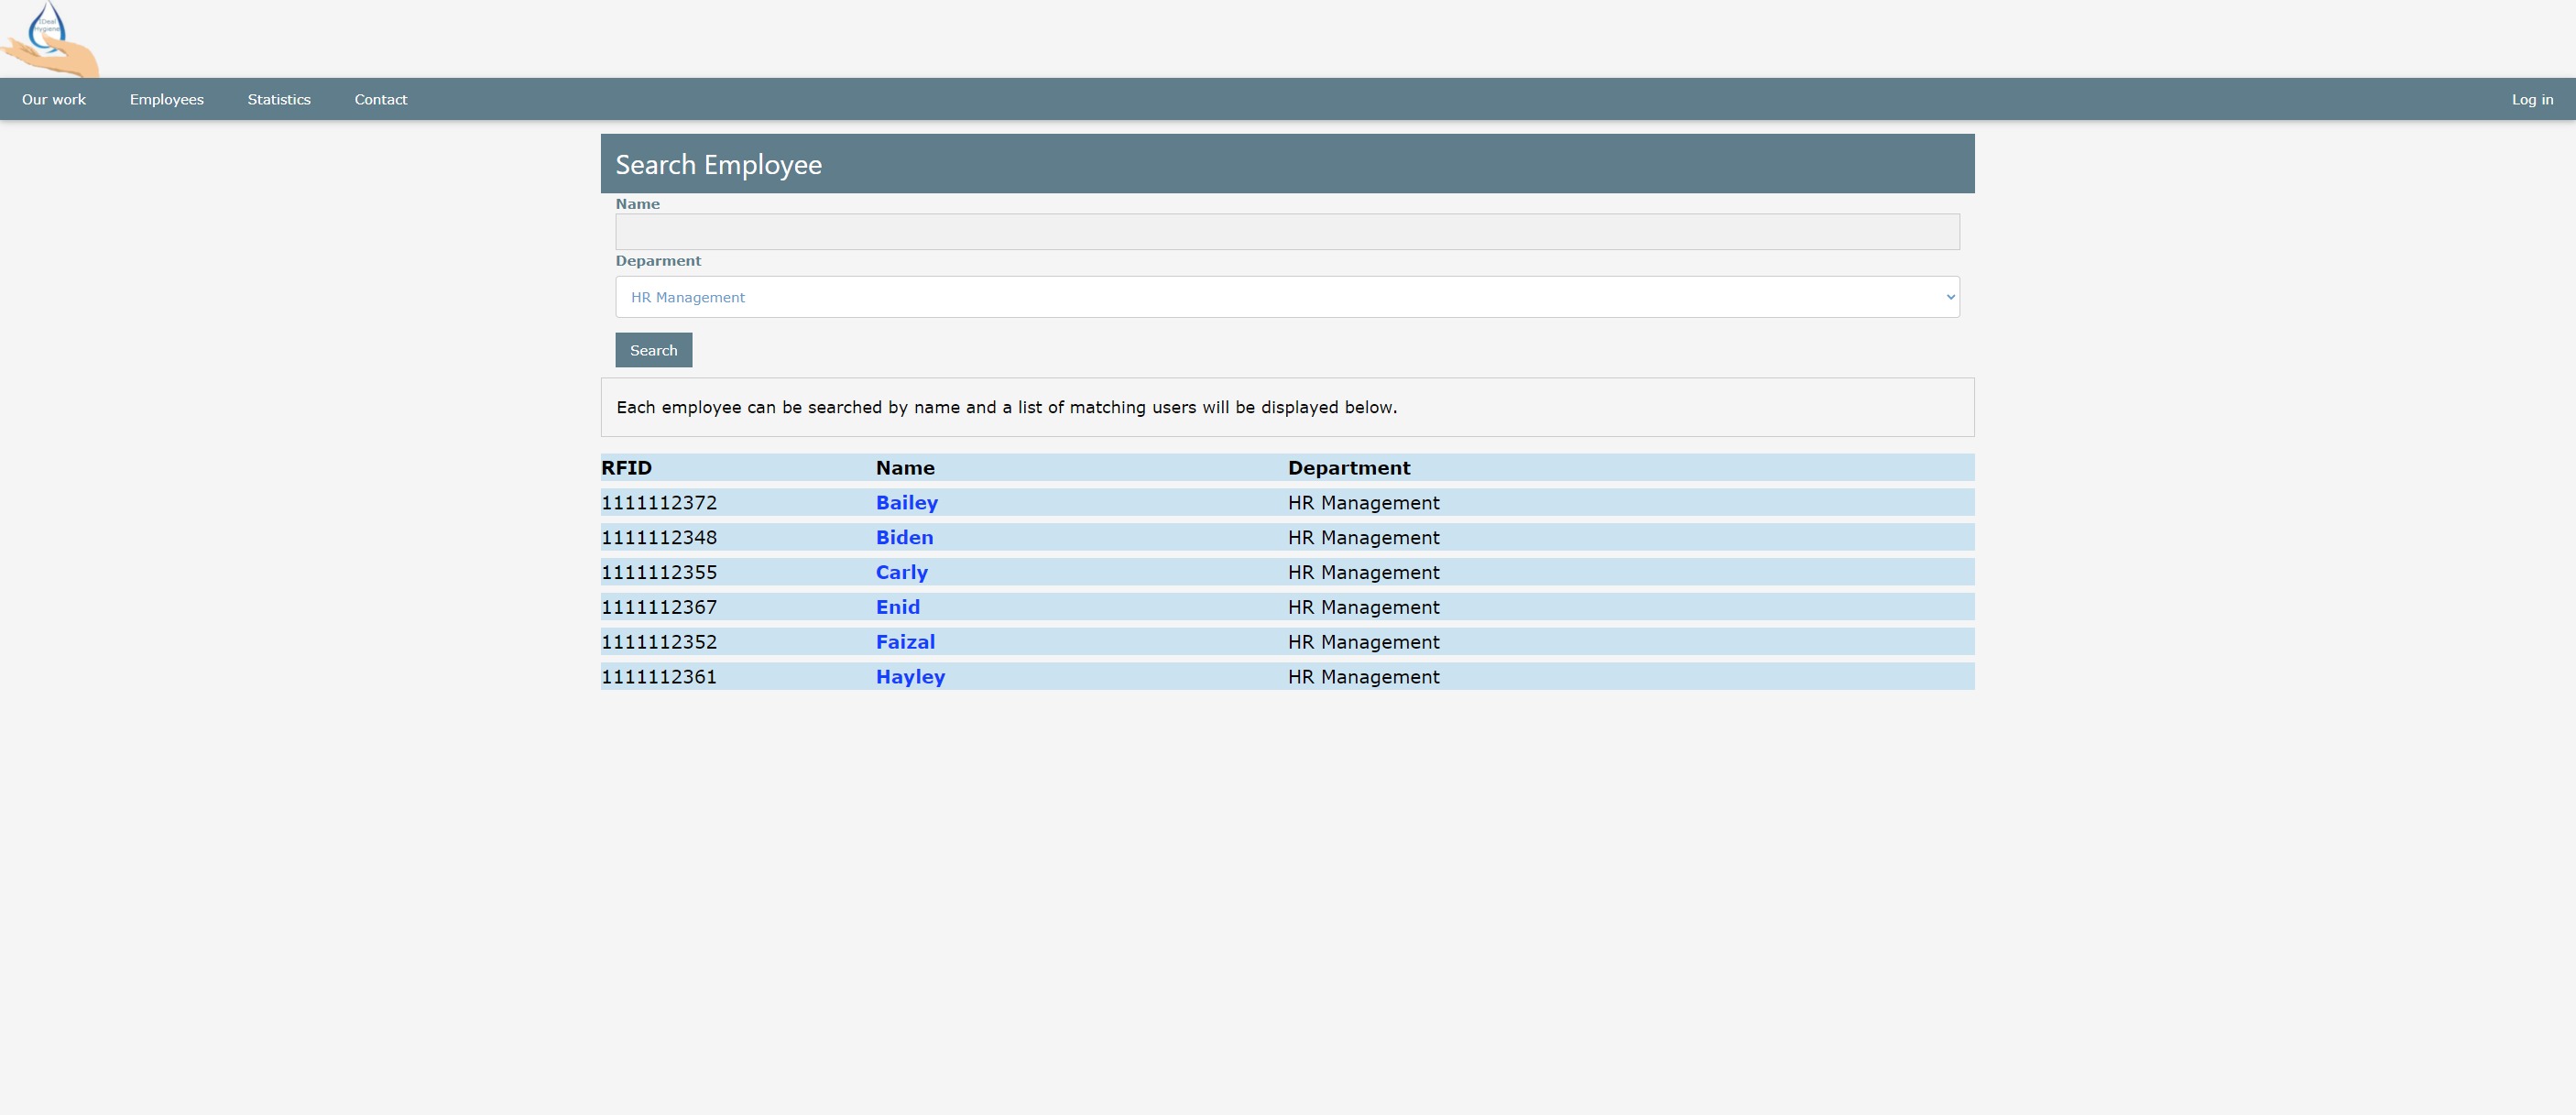 IDeal
Hygiene
Our work Employees Statistics Contact Log in
Search Employee
Name
Deparment
HR Management
Search
Each employee can be searched by name and a list of matching users will be displayed below.
RFID Name Department
1111112372 Bailey HR Management
1111112348 Biden HR Management
1111112355 Carly HR Management
1111112367 Enid HR Management
1111112352 Faizal HR Management
1111112361 Hayley HR Management